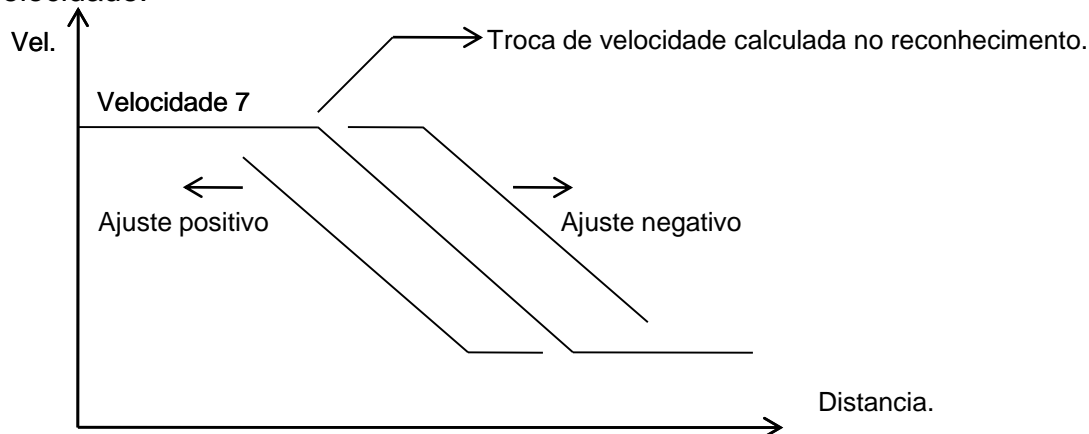 Vel.
Troca de velocidade calculada no reconhecimento.
Velocidade 7
Ajuste positivo
Ajuste negativo
Distancia.